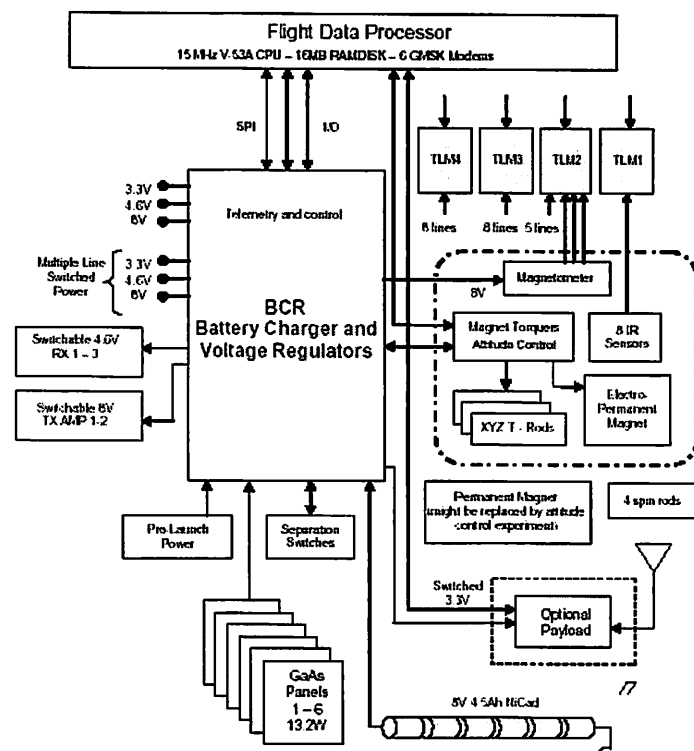 Flight Data Processor
15 MHz V-53A CPU – 16MB RAMDISK – 6 GMSK Modems
SPI
I/O
TLM4
TLM3
TLM2
TLM1
8 lines
8 lines
5 lines
3.3V
4.6V
8V
Telemetry and control
Multiple Line
Switched
Power
3.3V
4.6V
8V
BCR
Battery Charger and
Voltage Regulators
8V
Magnetometer
Magnet Torquers
Attitude Control
8 IR
Sensors
Switchable 4.6V
RX 1 – 3
Switchable 8V
TX AMP 1-2
XYZ T - Rods
Electro-
Permanent
Magnet
Pre-Launch
Power
Separation
Switches
Permanent Magnet
(might be replaced by attitude
control experiment)
4 spin rods
Switched
3.3V
Optional
Payload
GaAs
Panels
1 – 6
13.2W
8V 4.5Ah NiCad